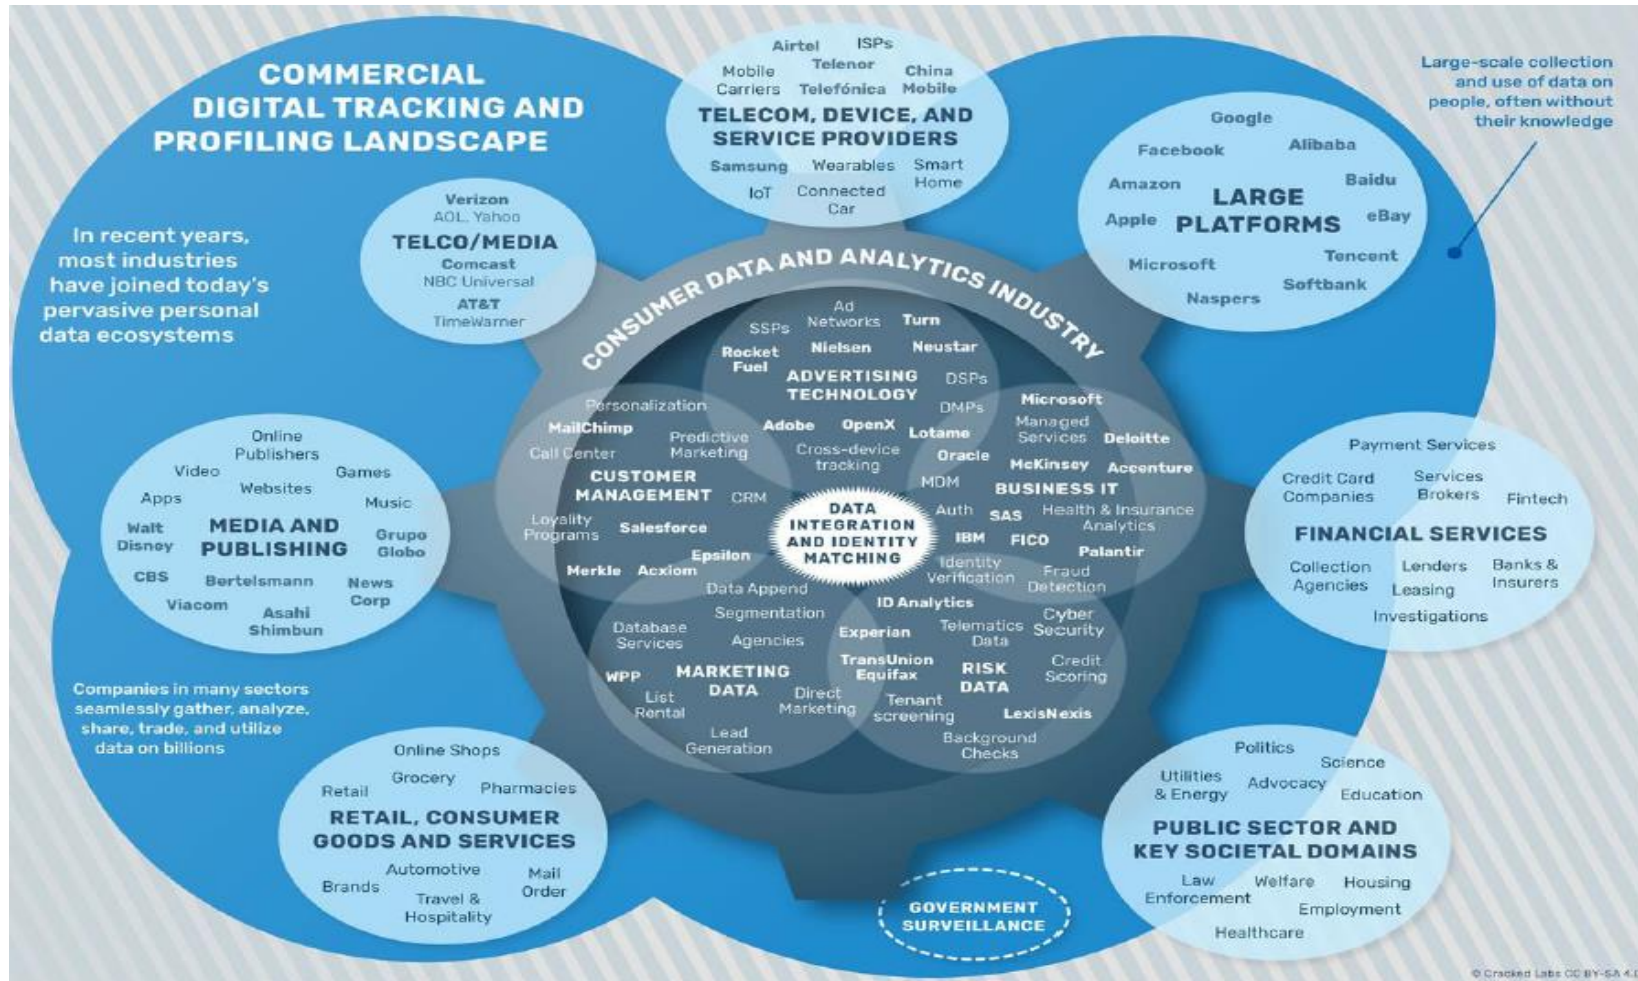 COMMERCIAL
DIGITAL TRACKING AND
PROFILING LANDSCAPE
In recent years,
most industries
have joined today's
pervasive personal
data ecosystems
Verizon
AOL, Yahoo
TELCO/MEDIA
Comcast
NBC Universal
AT&T
TimeWarner
Airtel ISPs
Telenor
Mobile
Carriers
Telefónica
China
Mobile
TELECOM, DEVICE, AND
SERVICE PROVIDERS
Samsung Wearables
Smart
Home
IoT
Connected
Car
Large-scale collection
and use of data on
people, often without
their knowledge
Google
Facebook Alibaba
Amazon Baidu
LARGE
PLATFORMS
Apple eBay
Microsoft Tencent
Softbank
Naspers
CONSUMER DATA AND ANALYTICS INDUSTRY
Ad
Networks
SSPs
Turn
Rocket
Fuel
Nielsen
Neustar
ADVERTISING
TECHNOLOGY
DSPs
DMPs
Adobe OpenX
Lotame
Cross-device
tracking
Personalization
MailChimp
Predictive
Marketing
Call Center
CUSTOMER
MANAGEMENT
CRM
Loyality
Programs
Salesforce
Epsilon
Merkle Acxiom
Microsoft
Managed
Services
Deloitte
Oracle
McKinsey Accenture
MDM
BUSINESS IT
Auth
SAS
Health & Insurance
Analytics
IBM FICO
Palantir
DATA
INTEGRATION
AND IDENTITY
MATCHING
Identity
Verification
Fraud
Detection
Data Append
Segmentation
Database
Services
Agencies
WPP
MARKETING
DATA
List
Rental
Direct
Marketing
Lead
Generation
ID Analytics
Experian
Telematics
Data
Cyber
Security
TransUnion
Equifax
RISK
DATA
Credit
Scoring
Tenant
screening
LexisNexis
Background
Checks
Online
Publishers
Video Games
Websites
Apps Music
Walt
Disney
MEDIA AND
PUBLISHING
Grupo
Globo
CBS
Bertelsmann
News
Corp
Viacom
Asahi
Shimbun
Payment Services
Credit Card
Companies
Services
Brokers
Fintech
FINANCIAL SERVICES
Collection
Agencies
Lenders
Leasing
Banks &
Insurers
Investigations
Companies in many sectors
seamlessly gather, analyze,
share, trade, and utilize
data on billions
Online Shops
Grocery
Retail Pharmacies
RETAIL, CONSUMER
GOODS AND SERVICES
Automotive
Brands
Mail
Order
Travel &
Hospitality
GOVERNMENT
SURVEILLANCE
Politics
Science
Utilities
& Energy
Advocacy
Education
PUBLIC SECTOR AND
KEY SOCIETAL DOMAINS
Law
Enforcement
Welfare Housing
Employment
Healthcare
© Cracked Labs CC BY-SA 4.0